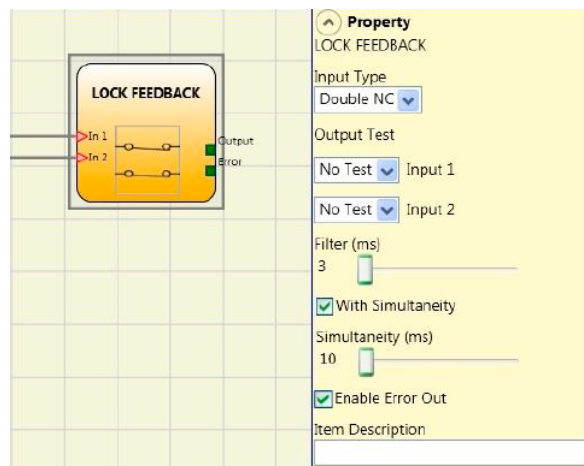 LOCK FEEDBACK
In 1
In 2
Output
Error
Property
LOCK FEEDBACK
Input Type
Double NC
Output Test
No Test Input 1
No Test Input 2
Filter (ms)
3
With Simultaneity
Simultaneity (ms)
10
Enable Error Out
Item Description